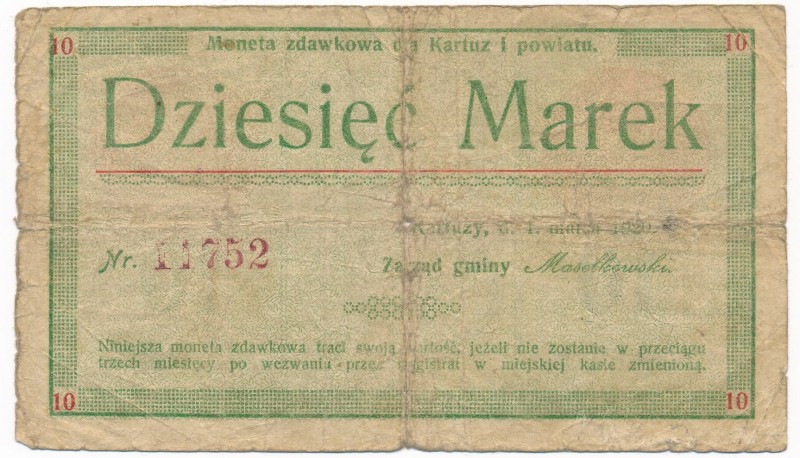 10 10
Moneta zdawkowa dla Kartuz i powiatu.
Dziesięć Marek
Kartuzy, d. 1. marca 1920.
Nr. 11752
Zarząd gminy Maselkowski
Niniejsza moneta zdawkowa traci swoją wartość, jeżeli nie zostanie w przeciągu
trzech miesięcy po wezwaniu przez magistrat w miejskiej kasie zmienioną.
10 10